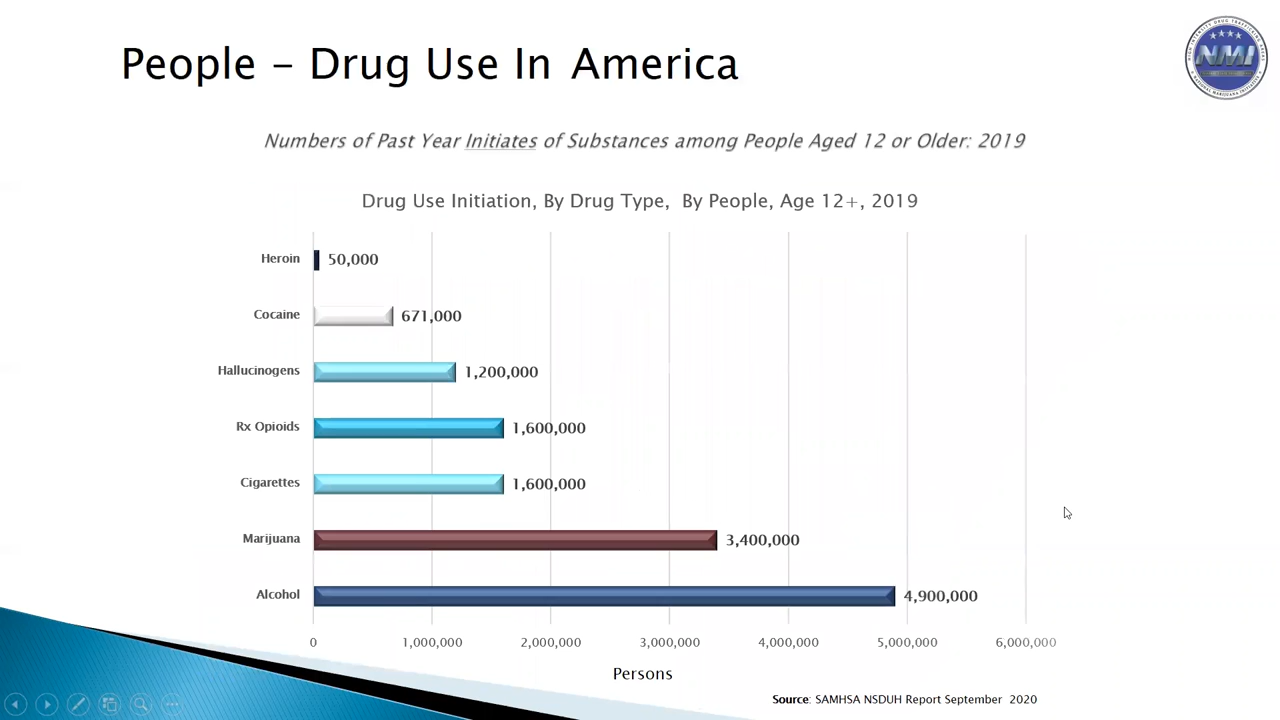 People – Drug Use In America
NMI
Numbers of Past Year Initiates of Substances among People Aged 12 or Older: 2019
Drug Use Initiation, By Drug Type, By People, Age 12+, 2019
Heroin 50,000
Cocaine 671,000
Hallucinogens 1,200,000
Rx Opioids 1,600,000
Cigarettes 1,600,000
Marijuana 3,400,000
Alcohol 4,900,000
0 1,000,000 2,000,000 3,000,000 4,000,000 5,000,000 6,000,000
Persons
Source: SAMHSA NSDUH Report September 2020